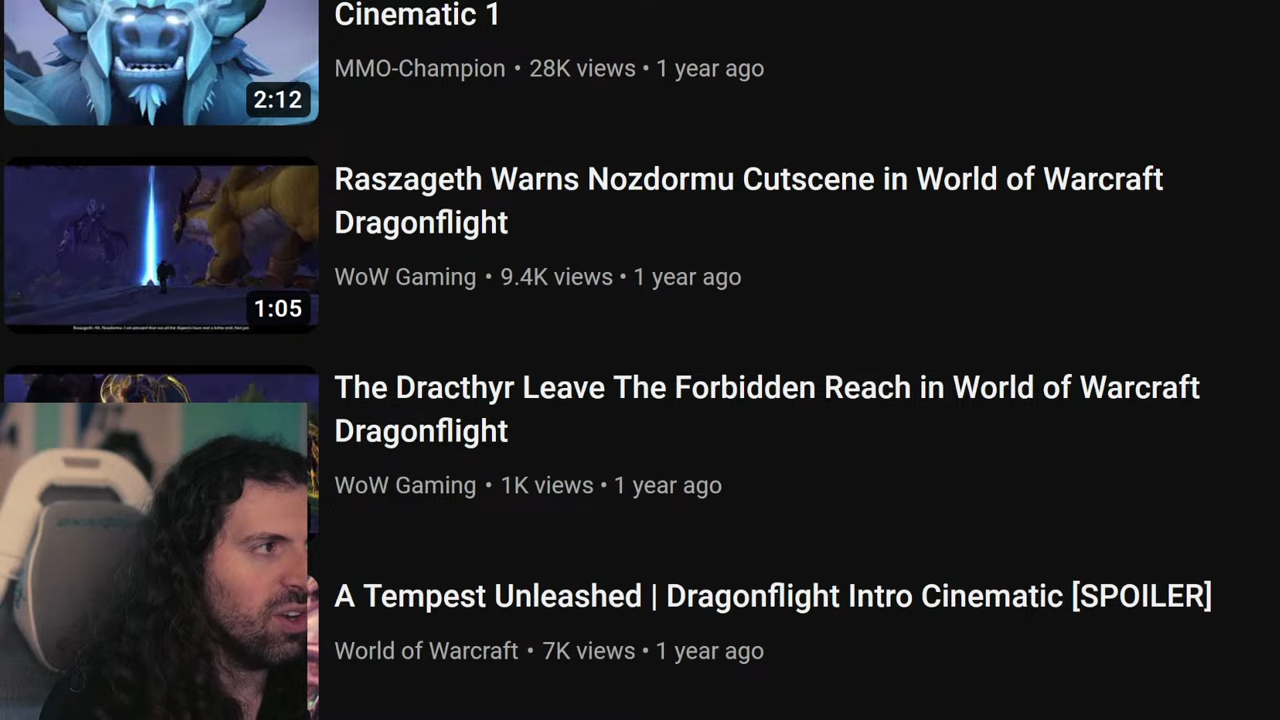 Cinematic 1
MMO-Champion • 28K views • 1 year ago
2:12
Raszageth Warns Nozdormu Cutscene in World of Warcraft
Dragonflight
WoW Gaming • 9.4K views • 1 year ago
1:05
The Dracthyr Leave The Forbidden Reach in World of Warcraft
Dragonflight
WoW Gaming • 1K views • 1 year ago
A Tempest Unleashed | Dragonflight Intro Cinematic [SPOILER]
World of Warcraft • 7K views • 1 year ago